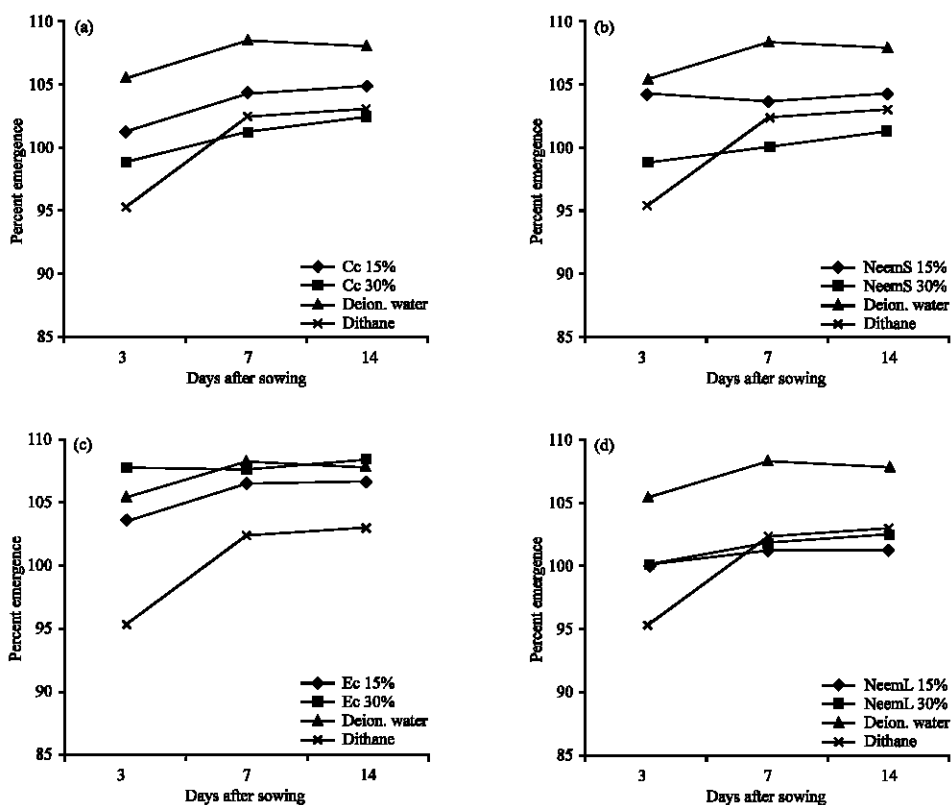 (a)
Percent emergence
110
105
100
95
90
85
Cc 15%
Cc 30%
Deion. water
Dithane
3 7 14
Days after sowing
(b)
Percent emergence
110
105
100
95
90
85
NeemS 15%
NeemS 30%
Deion. water
Dithane
3 7 14
Days after sowing
(c)
Percent emergence
110
105
100
95
90
85
Ec 15%
Ec 30%
Deion. water
Dithane
3 7 14
Days after sowing
(d)
Percent emergence
110
105
100
95
90
85
NeemL 15%
NeemL 30%
Deion. water
Dithane
3 7 14
Days after sowing